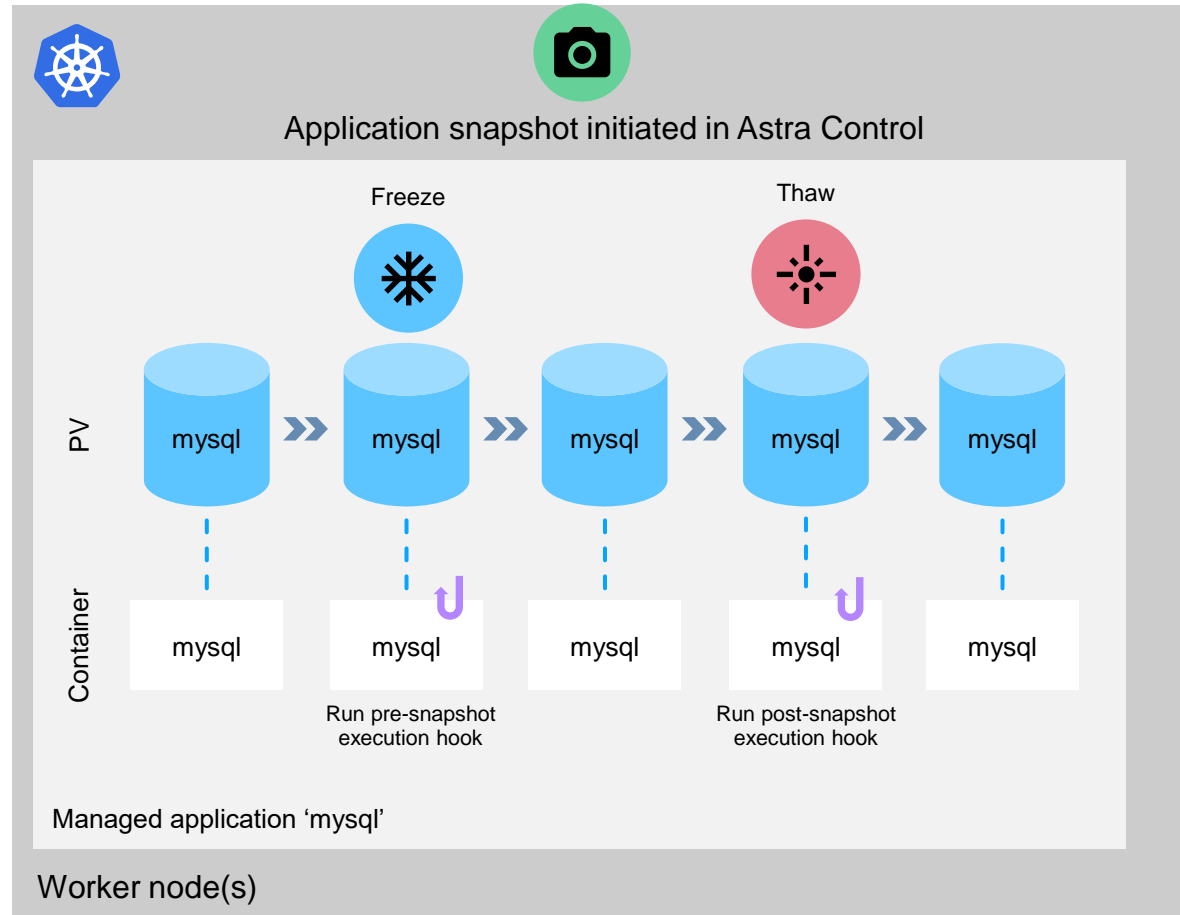 Application snapshot initiated in Astra Control
Freeze
Thaw
PV
mysql
mysql
mysql
mysql
mysql
Container
mysql
mysql
mysql
mysql
mysql
Run pre-snapshot
execution hook
Run post-snapshot
execution hook
Managed application ‘mysql’
Worker node(s)